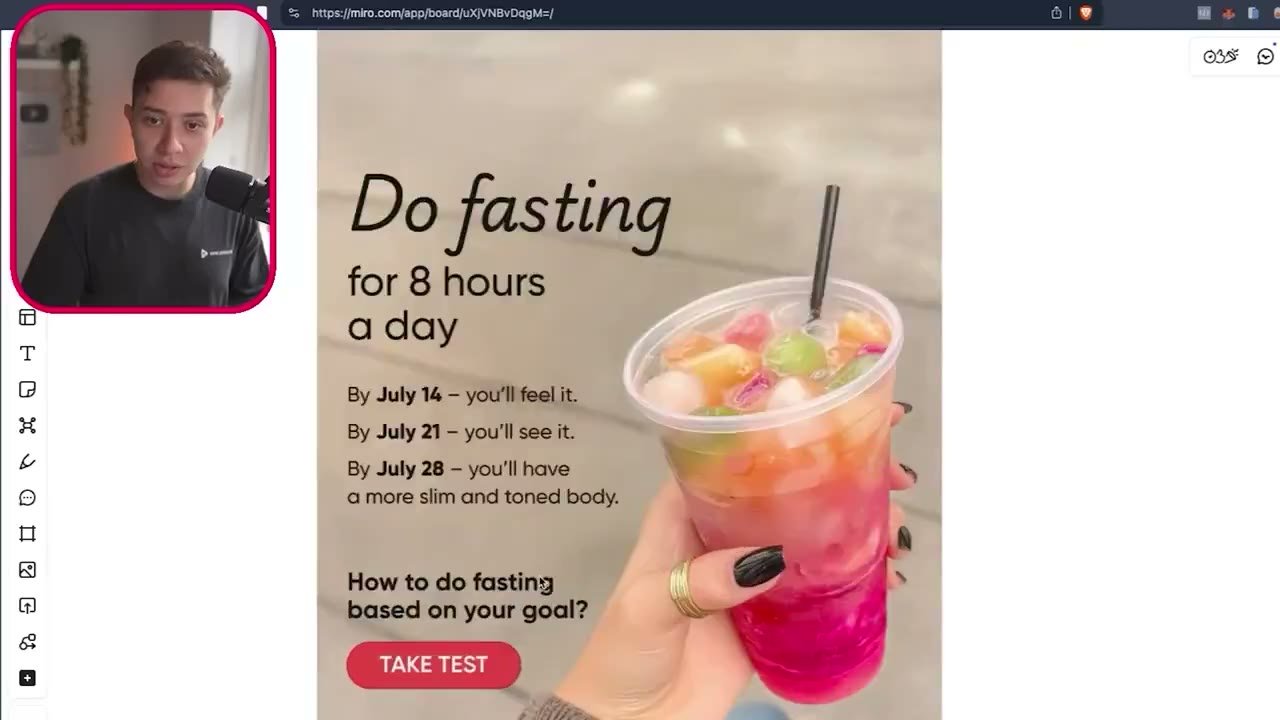 https://miro.com/app/board/uXjVNBvDqgM=/
Do fasting
for 8 hours
a day
By July 14 – you'll feel it.
By July 21 – you'll see it.
By July 28 – you'll have
a more slim and toned body.
How to do fasting
based on your goal?
TAKE TEST